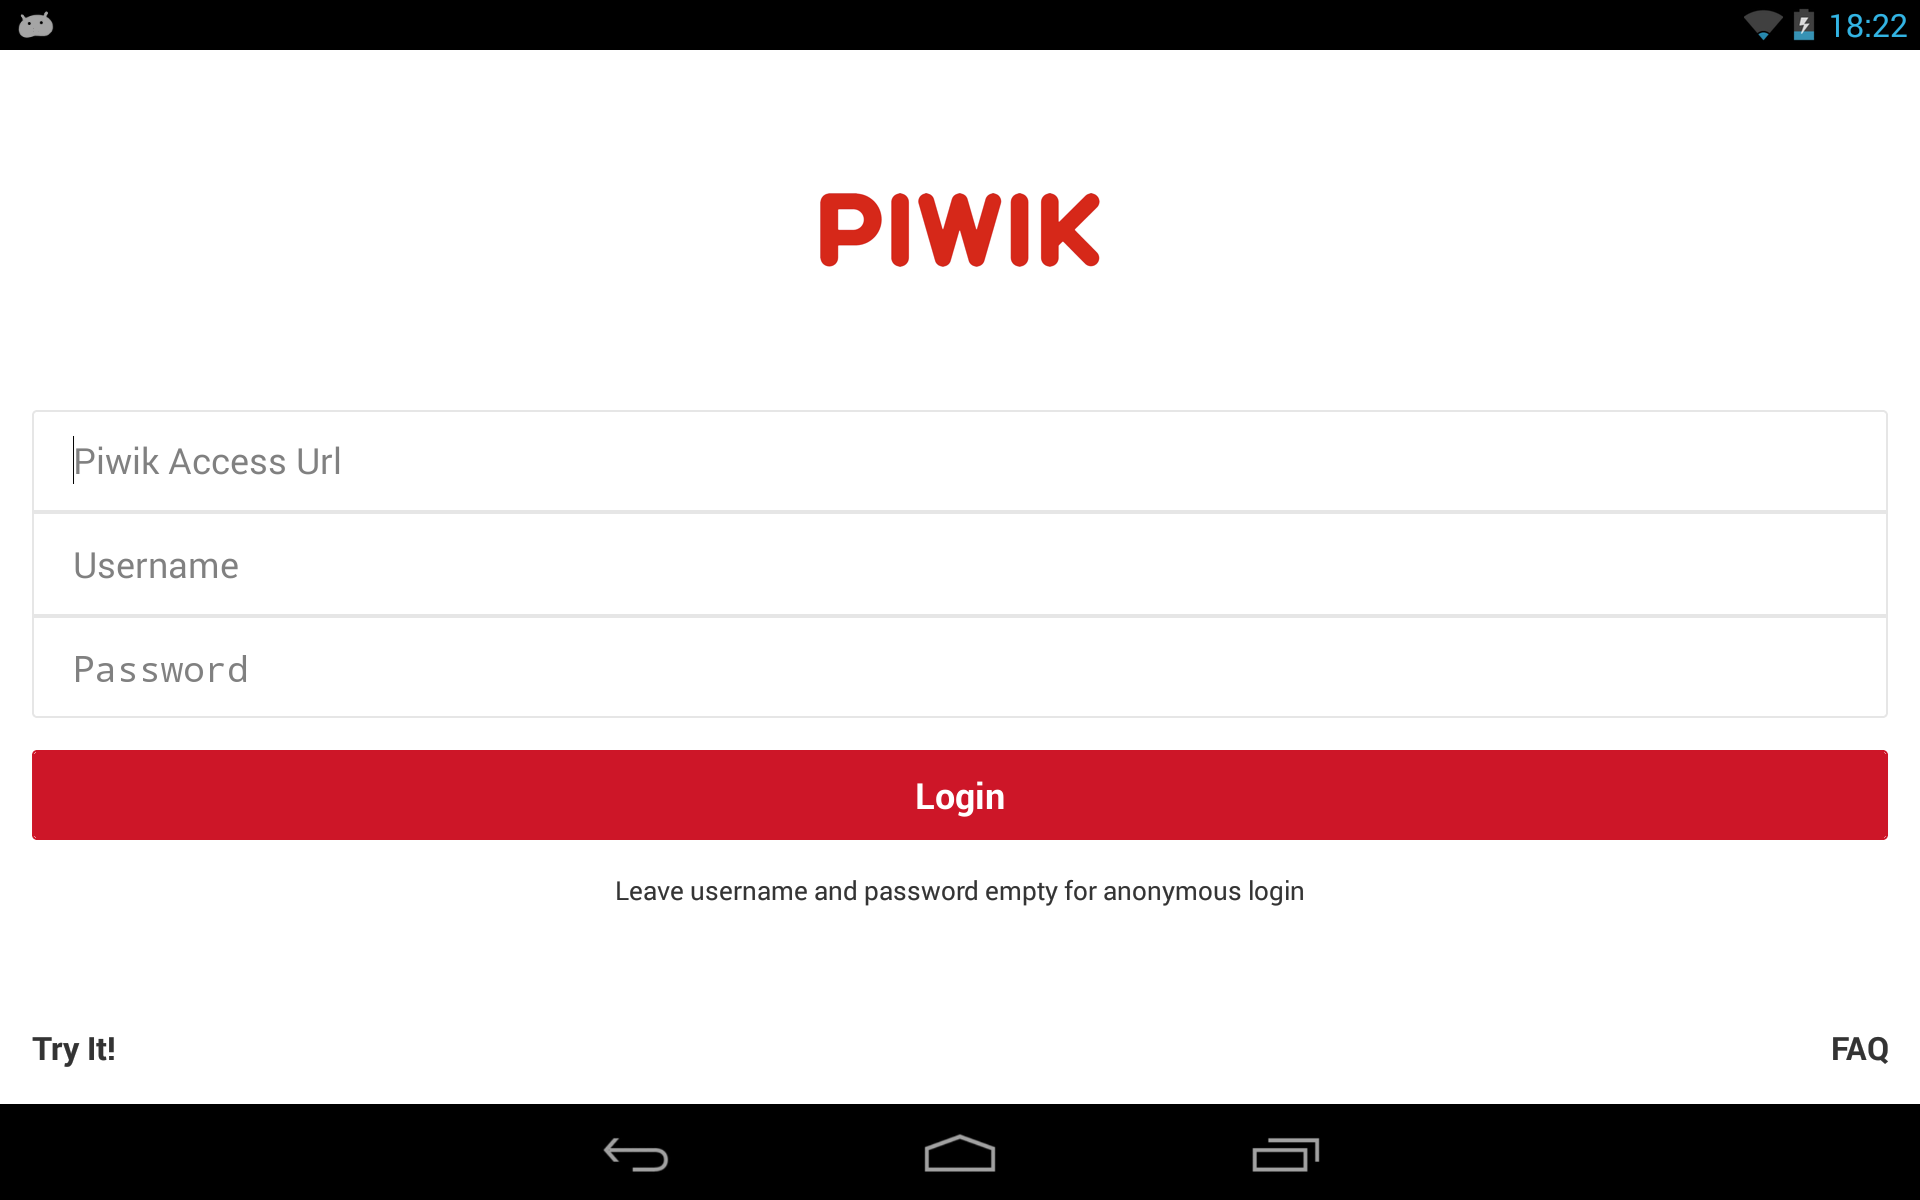 18:22
PIWIK
Piwik Access Url
Username
Password
Login
Leave username and password empty for anonymous login
Try It!
FAQ